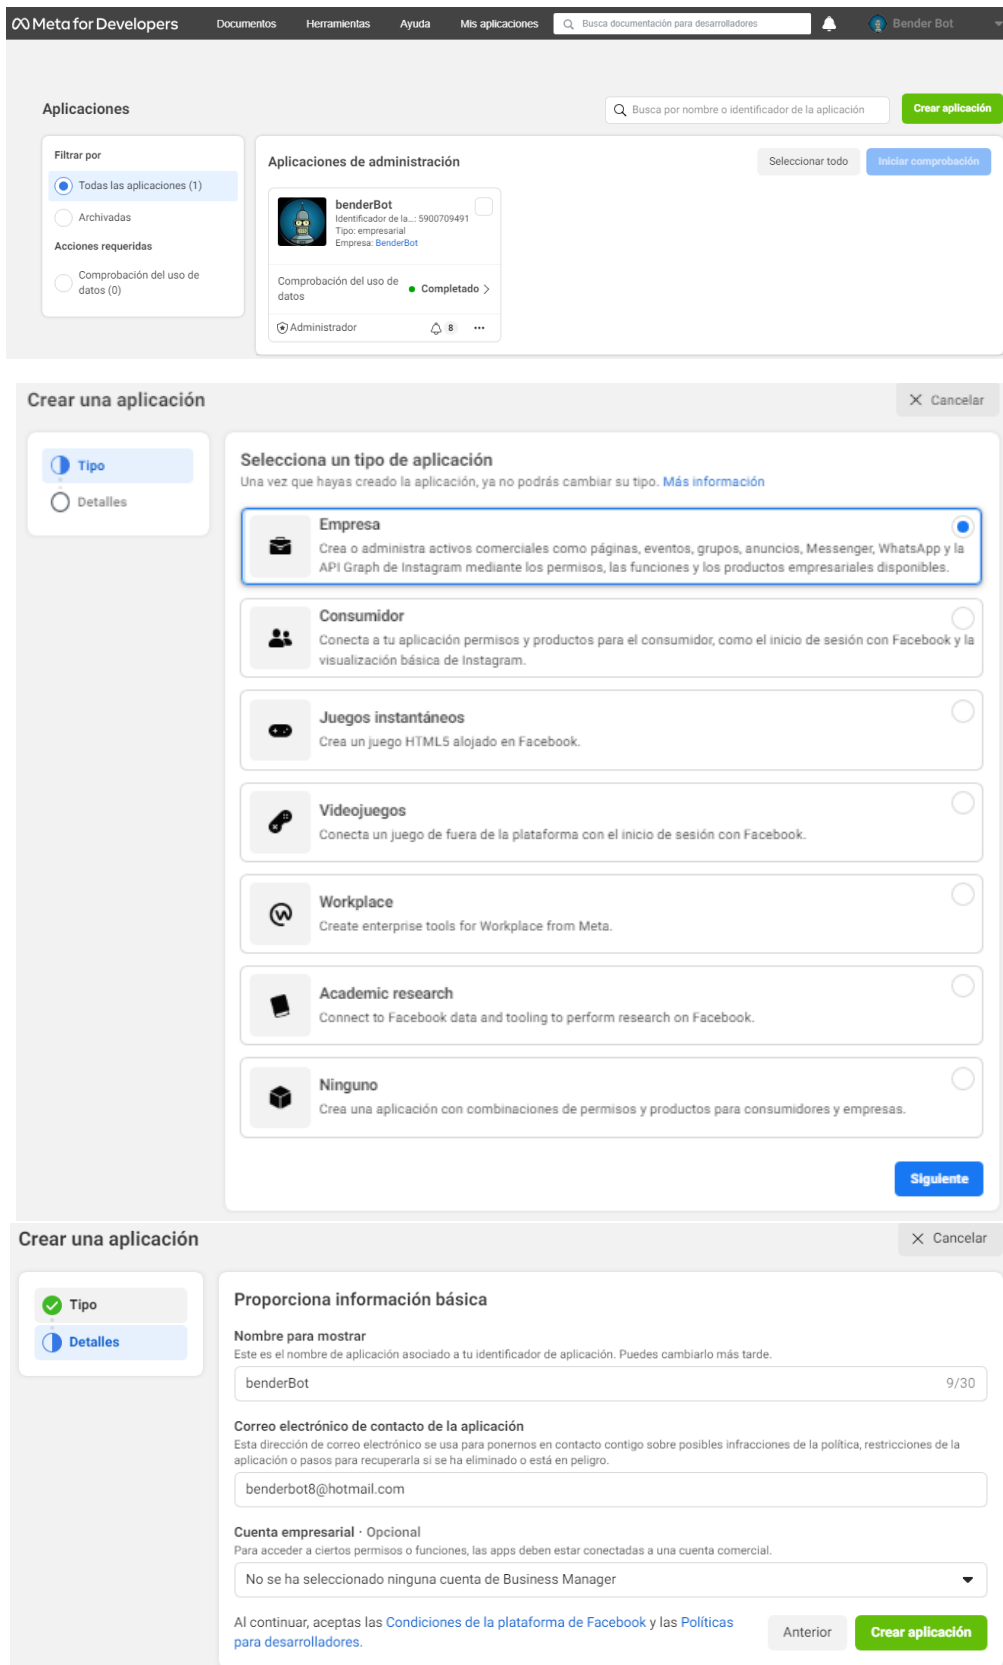 Meta for Developers Documentos Herramientas Ayuda Mis aplicaciones Busca documentación para desarrolladores Bender Bot
Aplicaciones
Busca por nombre o identificador de la aplicación
Crear aplicación
Filtrar por
Todas las aplicaciones (1)
Archivadas
Acciones requeridas
Comprobación del uso de
datos (0)
Aplicaciones de administración
Seleccionar todo
Iniciar comprobación
benderBot
Identificador de la...: 5900709491
Tipo: empresarial
Empresa: BenderBot
Comprobación del uso de
datos
Completado
Administrador
8
Crear una aplicación
Cancelar
Tipo
Detalles
Selecciona un tipo de aplicación
Una vez que hayas creado la aplicación, ya no podrás cambiar su tipo. Más información
Empresa
Crea o administra activos comerciales como páginas, eventos, grupos, anuncios, Messenger, WhatsApp y la
API Graph de Instagram mediante los permisos, las funciones y los productos empresariales disponibles.
Consumidor
Conecta a tu aplicación permisos y productos para el consumidor, como el inicio de sesión con Facebook y la
visualización básica de Instagram.
Juegos instantáneos
Crea un juego HTML5 alojado en Facebook.
Videojuegos
Conecta un juego de fuera de la plataforma con el inicio de sesión con Facebook.
Workplace
Create enterprise tools for Workplace from Meta.
Academic research
Connect to Facebook data and tooling to perform research on Facebook.
Ninguno
Crea una aplicación con combinaciones de permisos y productos para consumidores y empresas.
Siguiente
Crear una aplicación
Cancelar
Tipo
Detalles
Proporciona información básica
Nombre para mostrar
Este es el nombre de aplicación asociado a tu identificador de aplicación. Puedes cambiarlo más tarde.
benderBot 9/30
Correo electrónico de contacto de la aplicación
Esta dirección de correo electrónico se usa para ponernos en contacto contigo sobre posibles infracciones de la política, restricciones de la
aplicación o pasos para recuperarla si se ha eliminado o está en peligro.
benderbot8@hotmail.com
Cuenta empresarial · Opcional
Para acceder a ciertos permisos o funciones, las apps deben estar conectadas a una cuenta comercial.
No se ha seleccionado ninguna cuenta de Business Manager
Al continuar, aceptas las Condiciones de la plataforma de Facebook y las Políticas
para desarrolladores.
Anterior
Crear aplicación